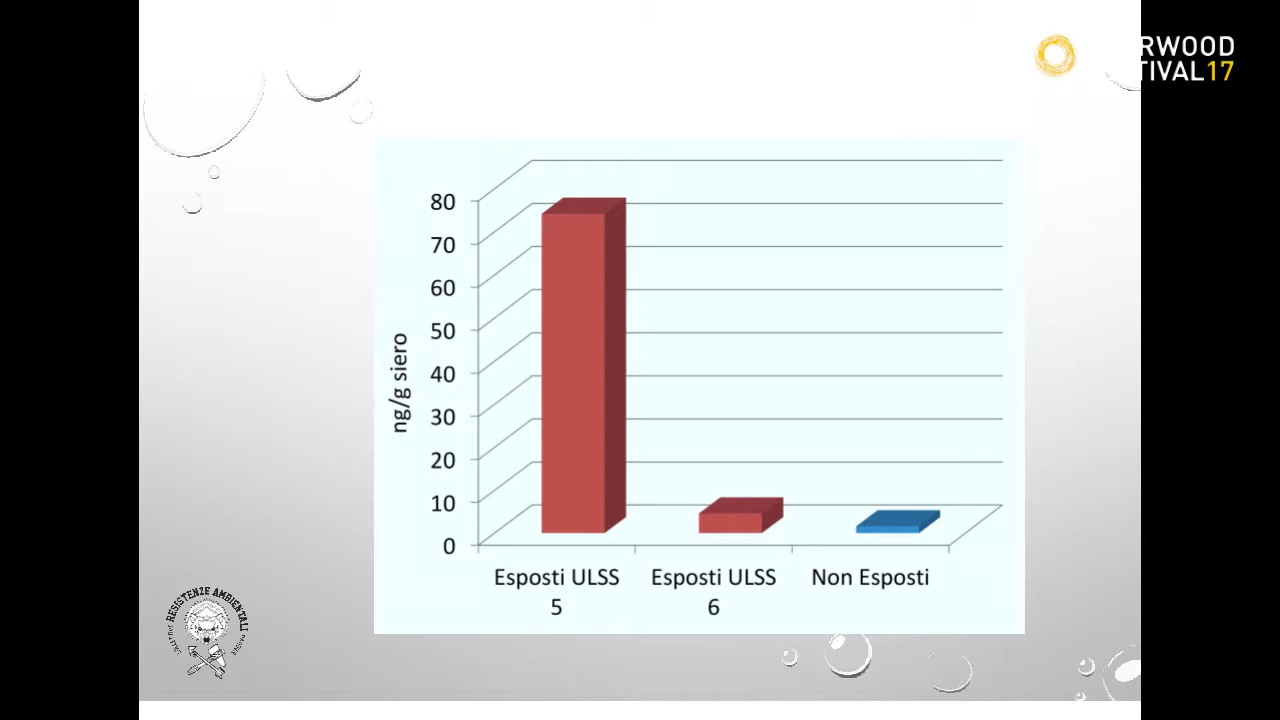 RWOOD
TIVAL17
80
70
60
50
40
30
20
10
0
ng/g siero
Esposti ULSS
5
Esposti ULSS
6
Non Esposti
RESISTENZE AMBIENTALI